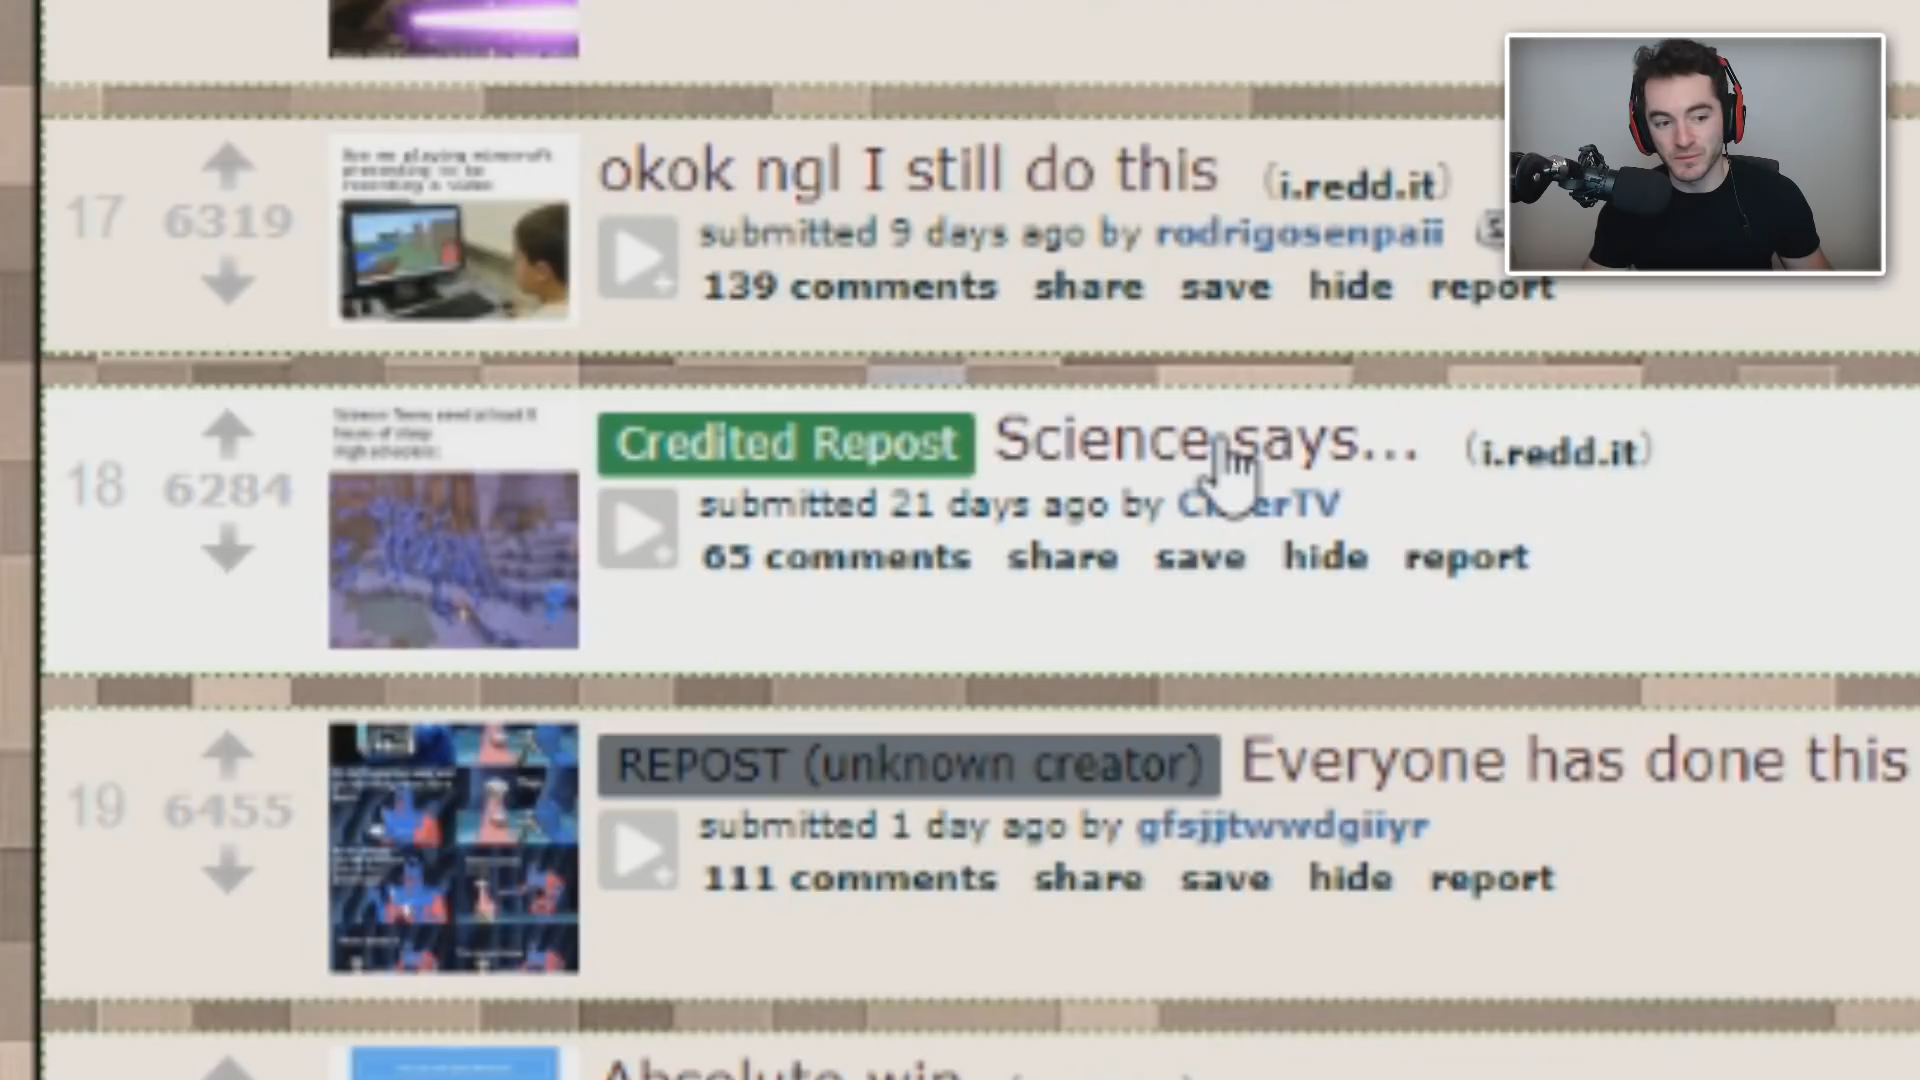 okok ngl I still do this (i.redd.it)
17
6319
submitted 9 days ago by rodrigosenpaii
139 comments share save hide report
Credited Repost Science says... (i.redd.it)
18
6284
submitted 21 days ago by
65 comments share save hide report
REPOST (unknown creator) Everyone has done this
19
6455
submitted 1 day ago by gfsjjtwwdgiiyr
111 comments share save hide report
Absolute win